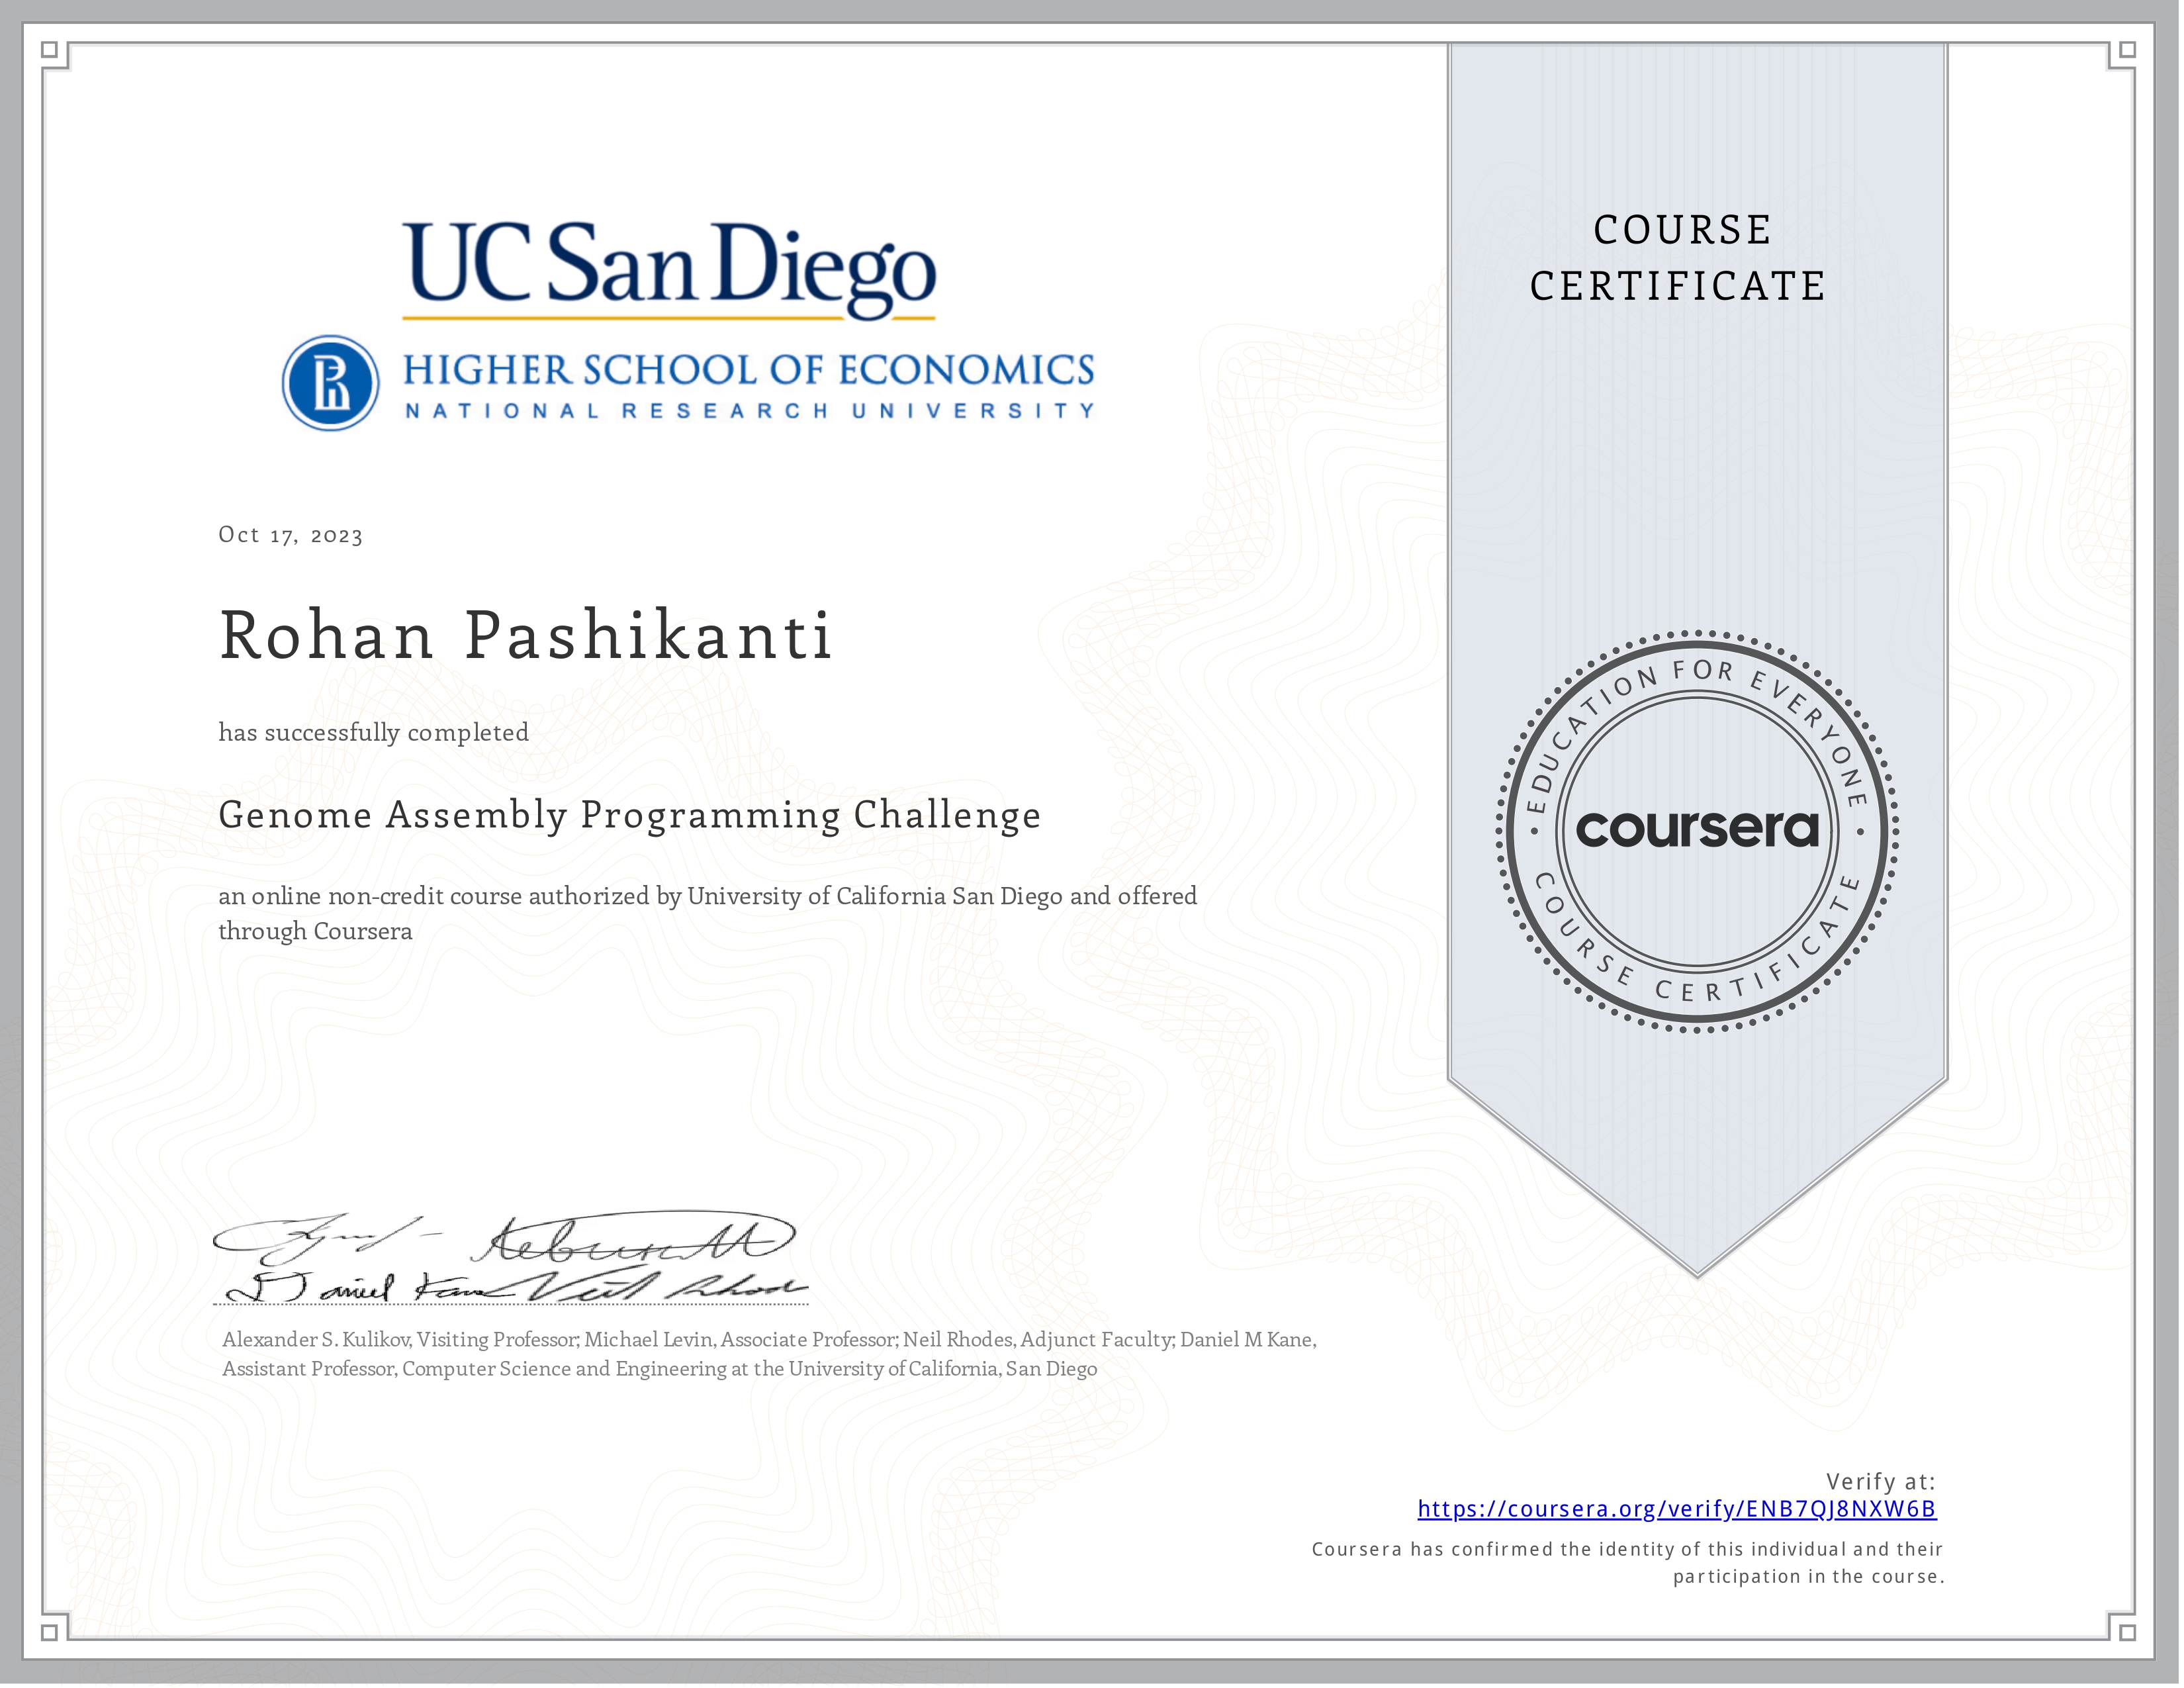 UC San Diego
HIGHER SCHOOL OF ECONOMICS
NATIONAL RESEARCH UNIVERSITY
COURSE
CERTIFICATE
Oct 17, 2023
Rohan Pashikanti
has successfully completed
Genome Assembly Programming Challenge
an online non-credit course authorized by University of California San Diego and offered
through Coursera
EDUCATION FOR EVERYONE
coursera
COURSE CERTIFICATE
Daniel Kane Neil Rhodes
Alexander S. Kulikov, Visiting Professor; Michael Levin, Associate Professor; Neil Rhodes, Adjunct Faculty; Daniel M Kane,
Assistant Professor, Computer Science and Engineering at the University of California, San Diego
Verify at:
https://coursera.org/verify/ENB7QJ8NXW6B
Coursera has confirmed the identity of this individual and their
participation in the course.